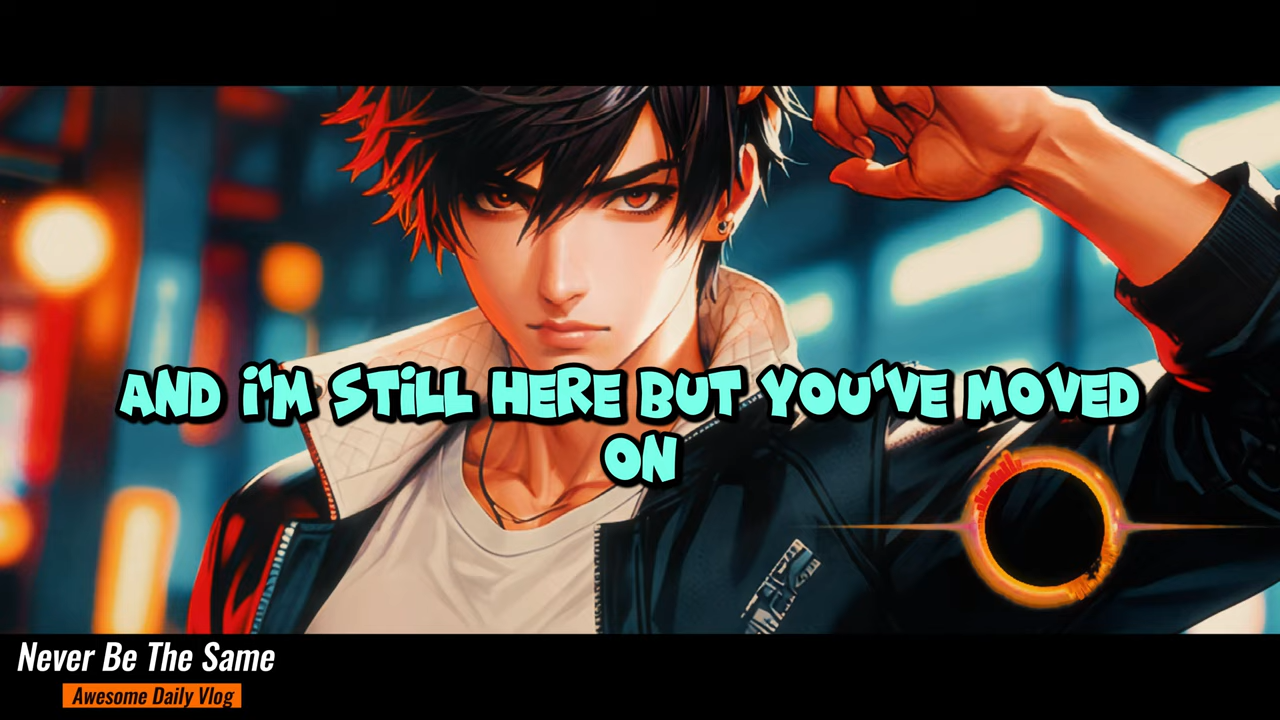 AND i'M STiLL HERE BUT YOU'VE MOVED
ON
Never Be The Same
Awesome Daily Vlog